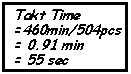 Takt Time
=460min/504pcs
= 0.91 min
= 55 sec